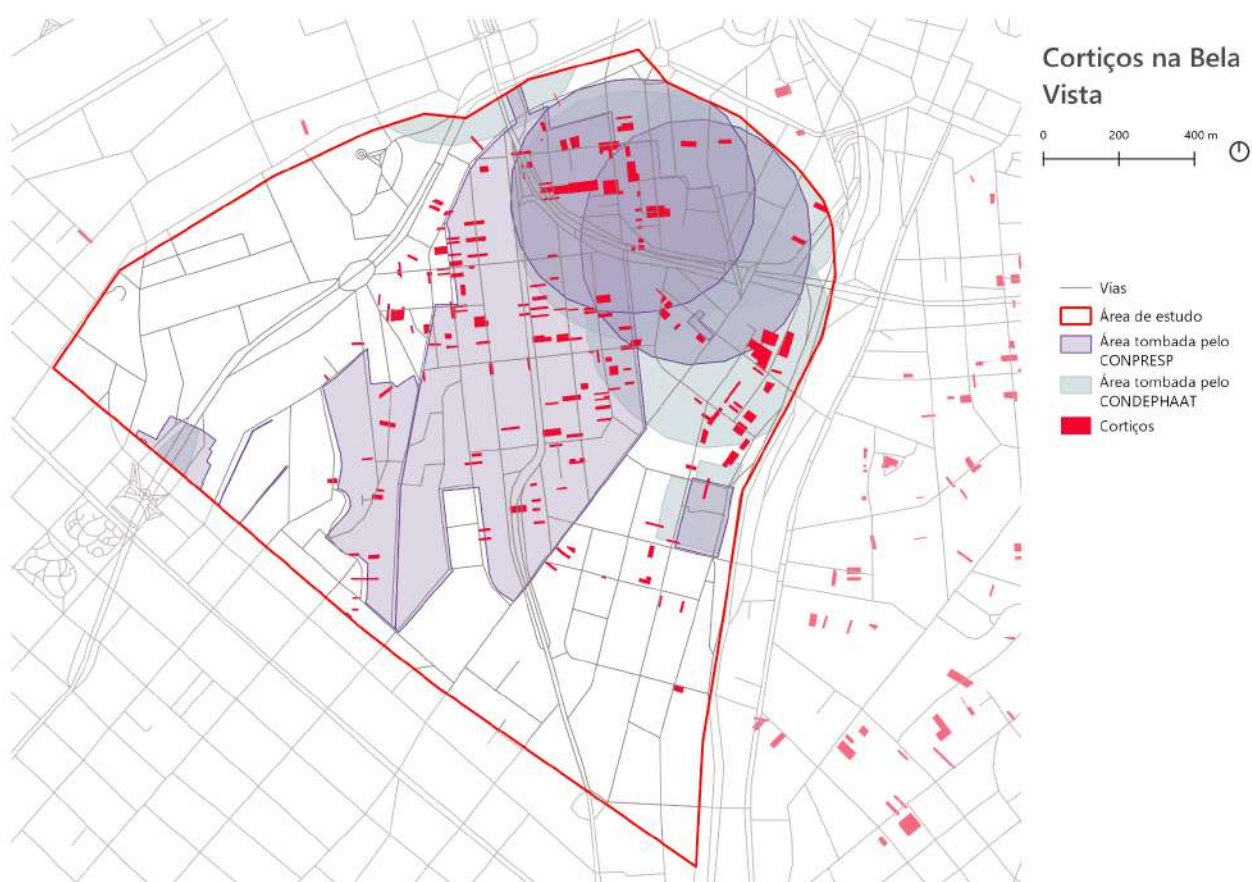 Cortiços na Bela
Vista
0 200 400 m
Vias
Área de estudo
Área tombada pelo
CONPRESP
Área tombada pelo
CONDEPHAAT
Cortiços